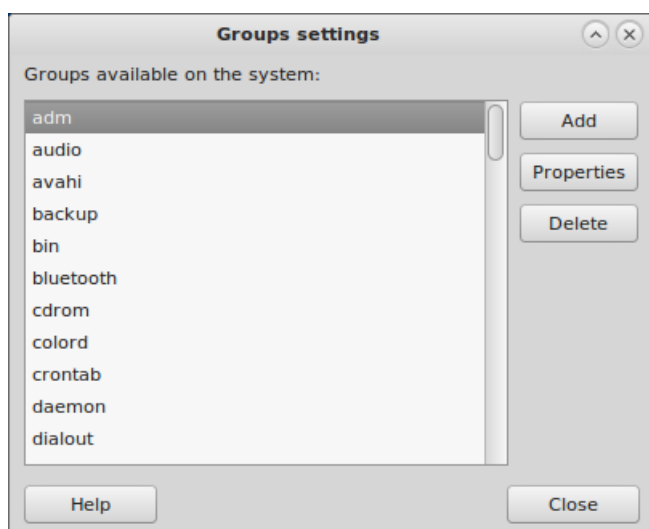 Groups settings
Groups available on the system:
adm
audio
avahi
backup
bin
bluetooth
cdrom
colord
crontab
daemon
dialout
Add
Properties
Delete
Help
Close